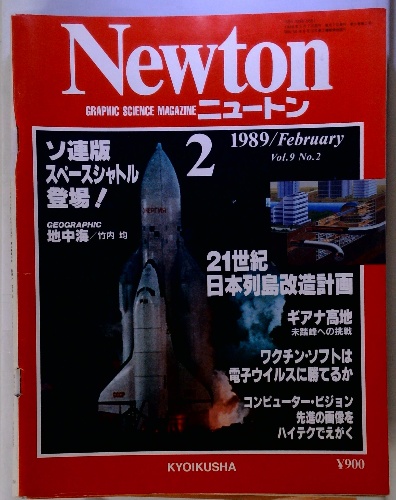 Newton
GRAPHIC SCIENCE MAGAZINE ニュートン
2
1989/February
Vol.9 No.2
ソ連版
スペースシャトル
登場！
GEOGRAPHIC
地中海／竹内 均
21世紀
日本列島改造計画
ギアナ高地
未踏峰への挑戦
ワクチン・ソフトは
電子ウイルスに勝てるか
コンピューター・ビジョン
先進の画像を
ハイテクでえがく
KYOIKUSHA
¥900